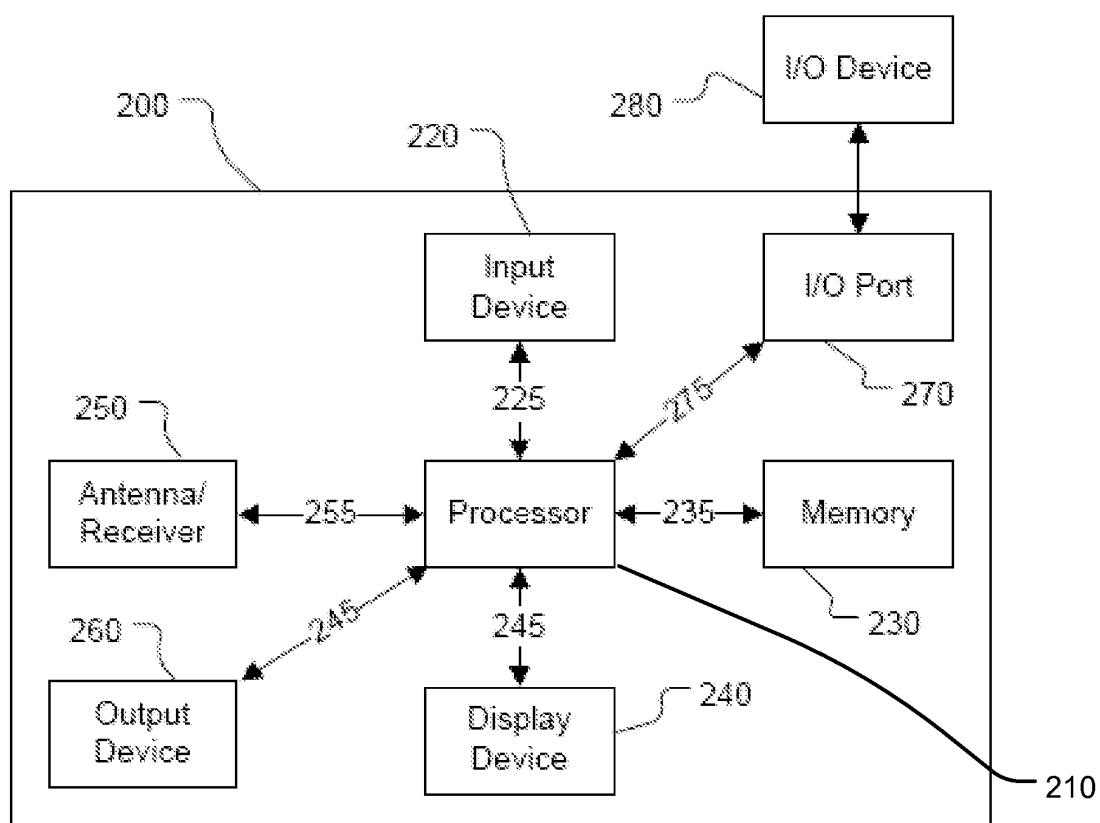 I/O Device
280
200
220
Input
Device
I/O Port
225
275
270
250
Antenna/
Receiver
255
Processor
235
Memory
260
245
245
230
Output
Device
Display
Device
240
210